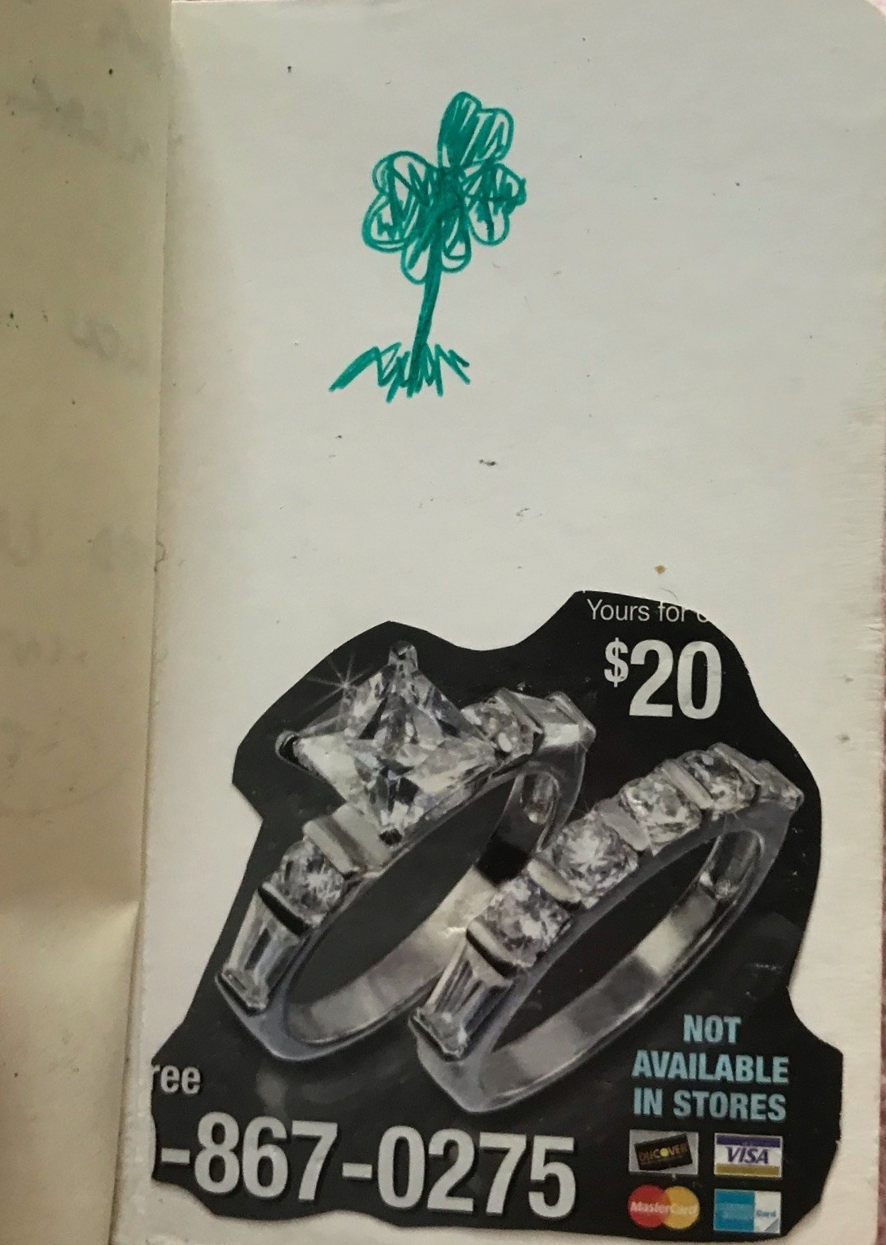 Yours for
$20
NOT
AVAILABLE
IN STORES
ree
-867-0275
DISCOVER
VISA
MasterCard